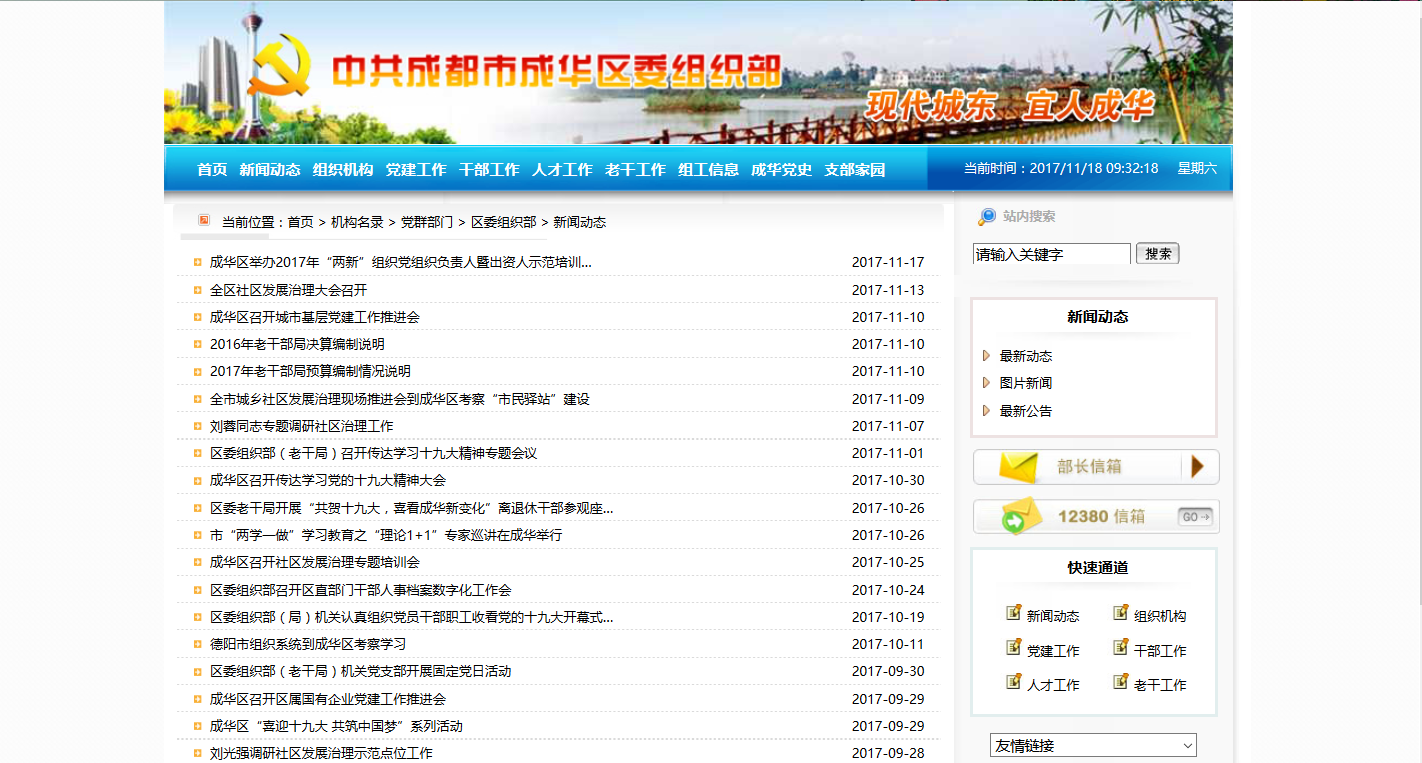 中共成都市成华区委组织部
现代城东 宜人成华
首页 新闻动态 组织机构 党建工作 干部工作 人才工作 老干工作 组工信息 成华党史 支部家园 当前时间：2017/11/18 09:32:18 星期六
当前位置：首页 > 机构名录 > 党群部门 > 区委组织部 > 新闻动态
成华区举办2017年“两新”组织党组织负责人暨出资人示范培训... 2017-11-17
全区社区发展治理大会召开 2017-11-13
成华区召开城市基层党建工作推进会 2017-11-10
2016年老干部局决算编制说明 2017-11-10
2017年老干部局预算编制情况说明 2017-11-10
全市城乡社区发展治理现场推进会到成华区考察“市民驿站”建设 2017-11-09
刘蓉同志专题调研社区治理工作 2017-11-07
区委组织部（老干局）召开传达学习十九大精神专题会议 2017-11-01
成华区召开传达学习党的十九大精神大会 2017-10-30
区委老干局开展“共贺十九大，喜看成华新变化”离退休干部参观座... 2017-10-26
市“两学一做”学习教育之“理论1+1”专家巡讲在成华举行 2017-10-26
成华区召开社区发展治理专题培训会 2017-10-25
区委组织部召开区直部门干部人事档案数字化工作会 2017-10-24
区委组织部（局）机关认真组织党员干部职工收看党的十九大开幕式... 2017-10-19
德阳市组织系统到成华区考察学习 2017-10-11
区委组织部（老干局）机关党支部开展固定党日活动 2017-09-30
成华区召开区属国有企业党建工作推进会 2017-09-29
成华区“喜迎十九大 共筑中国梦”系列活动 2017-09-29
刘光强调研社区发展治理示范点位工作 2017-09-28
站内搜索
请输入关键字 搜索
新闻动态
最新动态
图片新闻
最新公告
部长信箱
12380 信箱 GO
快速通道
新闻动态 组织机构
党建工作 干部工作
人才工作 老干工作
友情链接